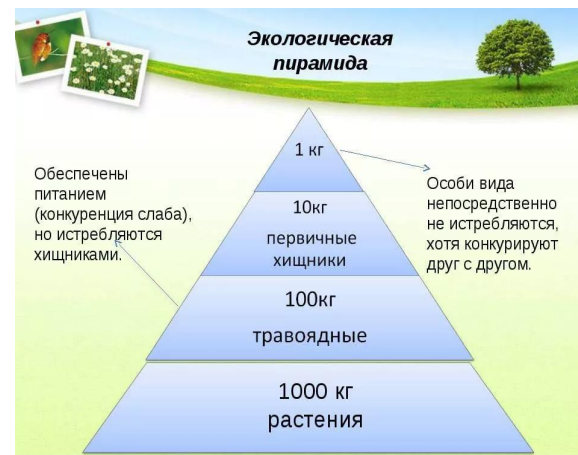 Экологическая
пирамида
1 кг
Обеспечены
питанием
(конкуренция слаба),
но истребляются
хищниками.
Особи вида
непосредственно
не истребляются,
хотя конкурируют
друг с другом.
10кг
первичные
хищники
100кг
травоядные
1000 кг
растения